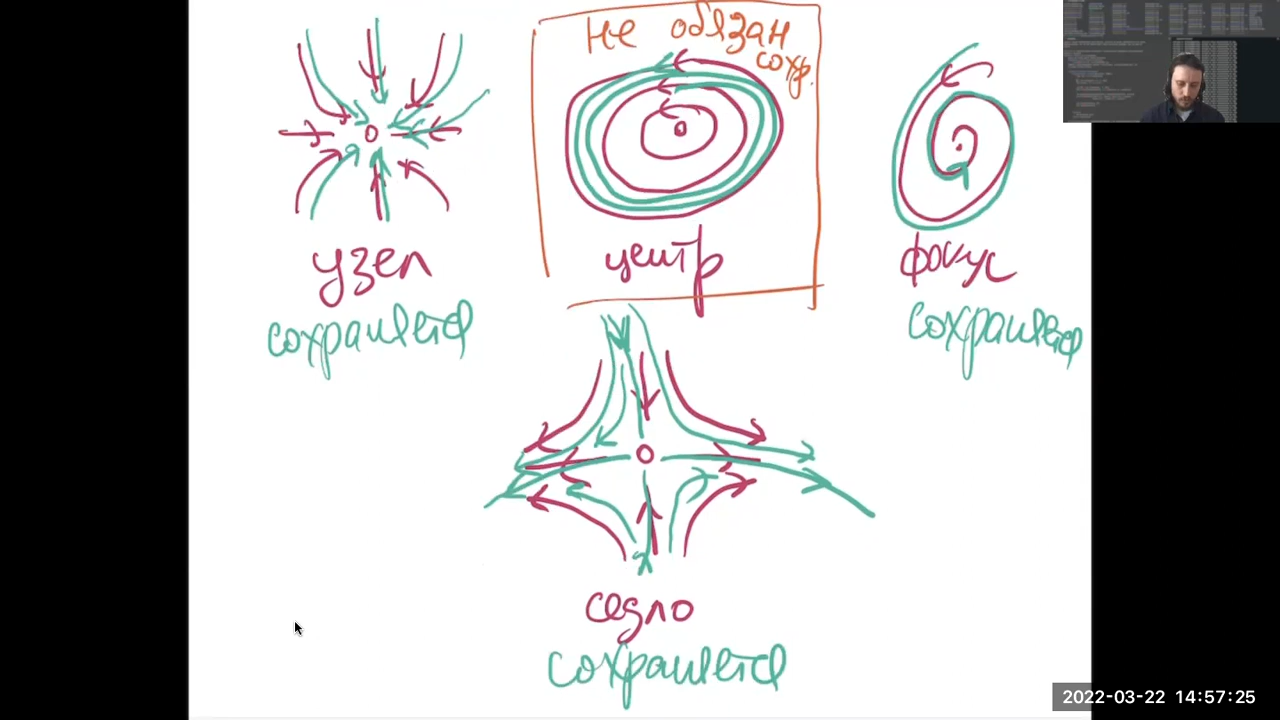 не обязан
сохр.
узел
центр
фокус
сохраняется
сохраняется
седло
сохраняется
2022-03-22 14:57:25